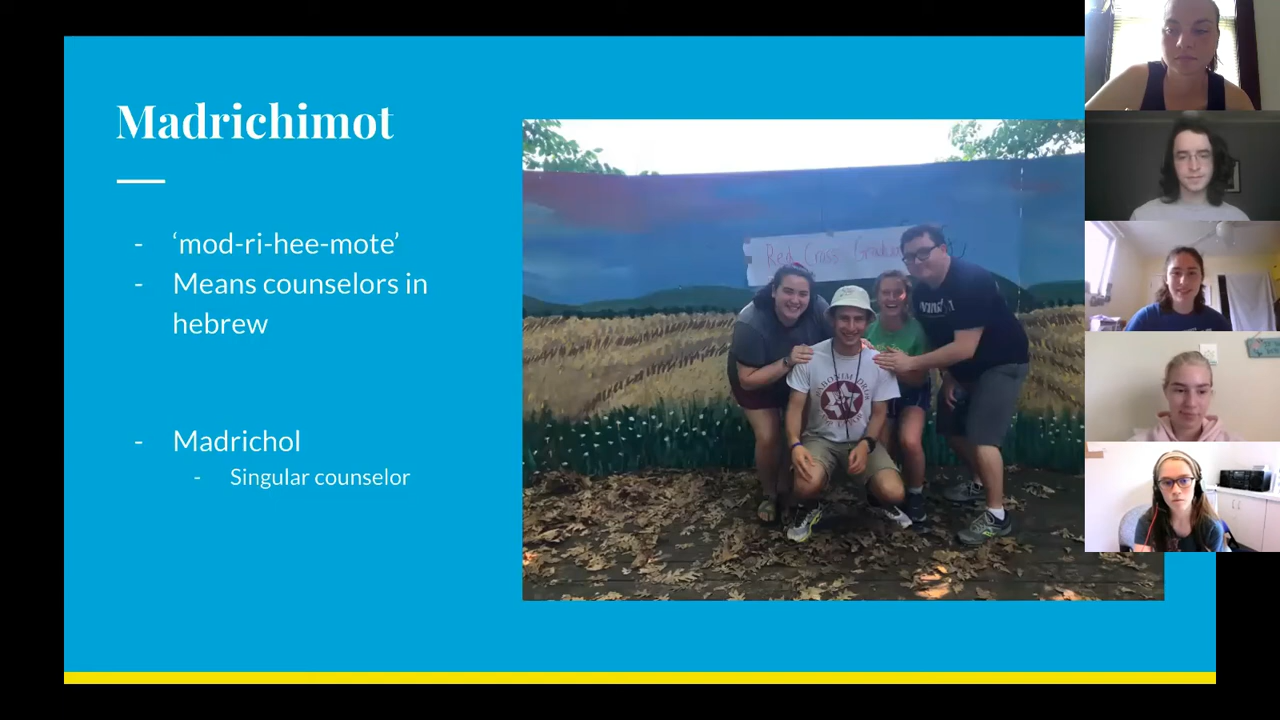 Madrichimot
- ‘mod-ri-hee-mote’
- Means counselors in
hebrew
- Madrichol
- Singular counselor
Red Cross